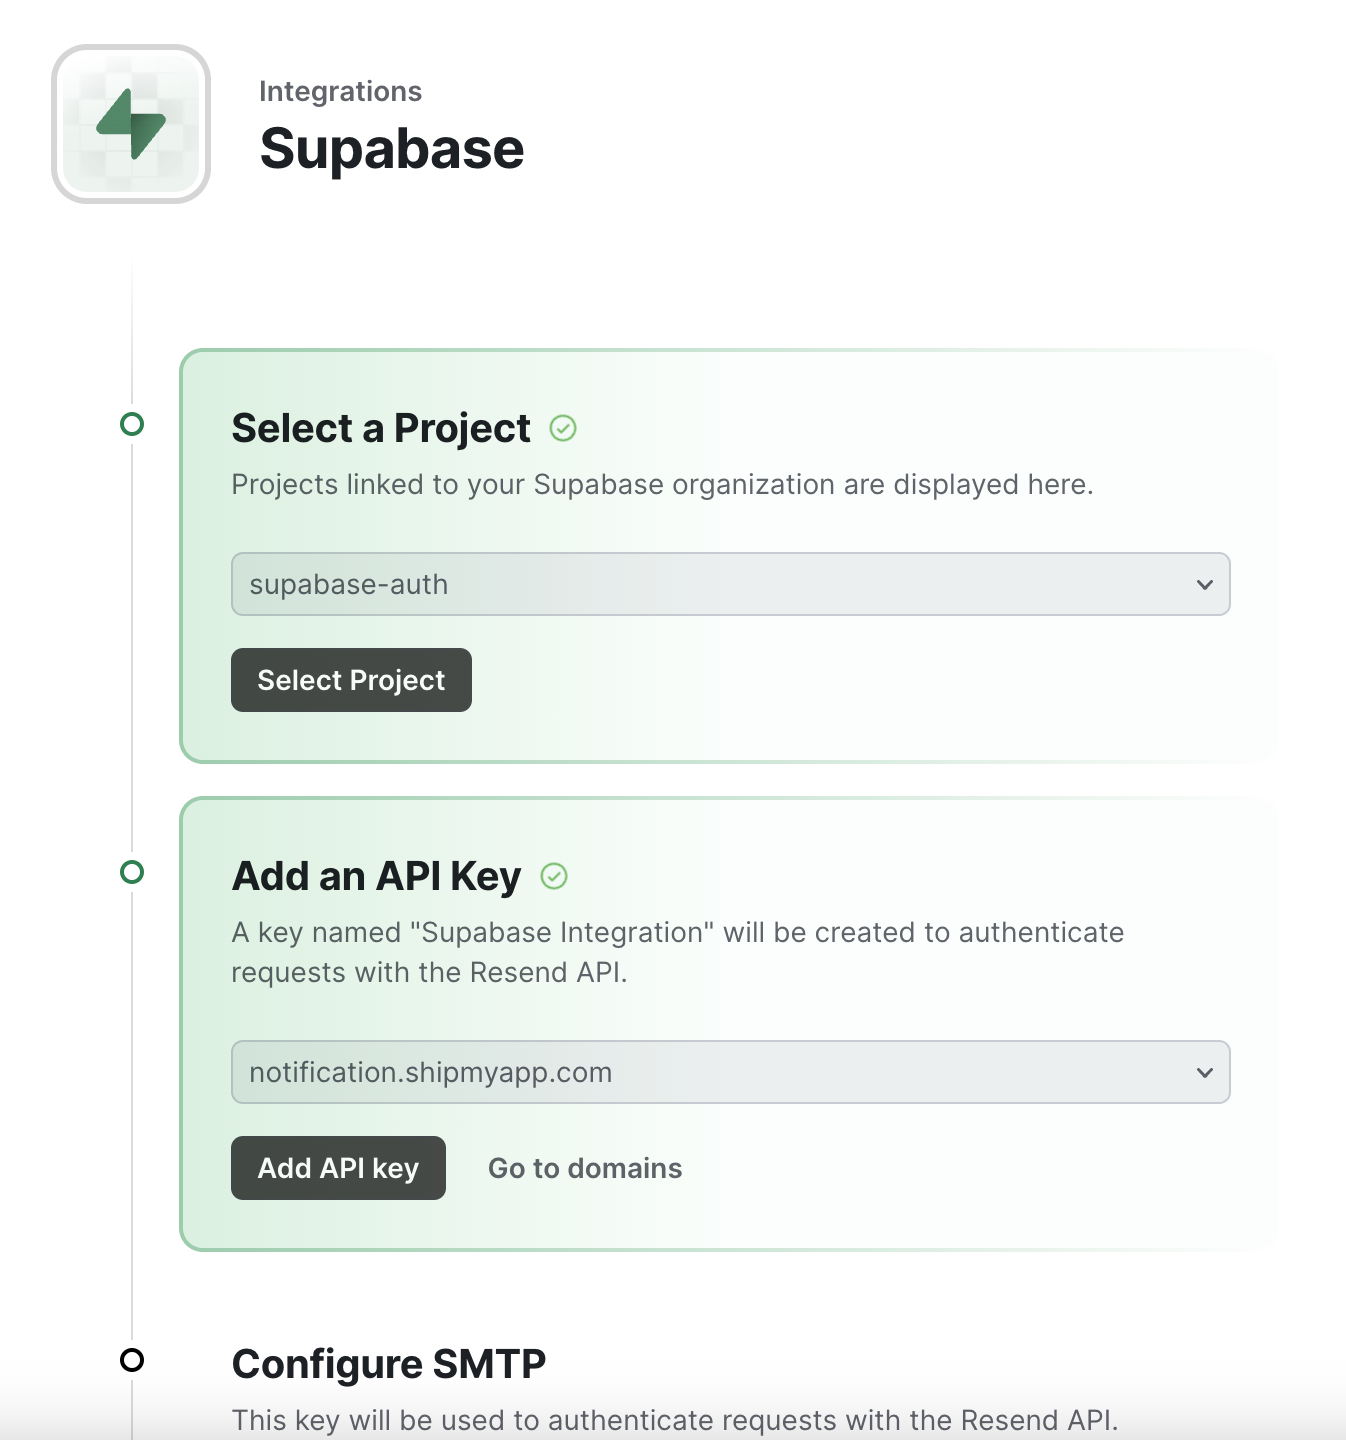 Integrations
Supabase
Select a Project
Projects linked to your Supabase organization are displayed here.
supabase-auth
Select Project
Add an API Key
A key named "Supabase Integration" will be created to authenticate
requests with the Resend API.
notification.shipmyapp.com
Add API key
Go to domains
Configure SMTP
This key will be used to authenticate requests with the Resend API.